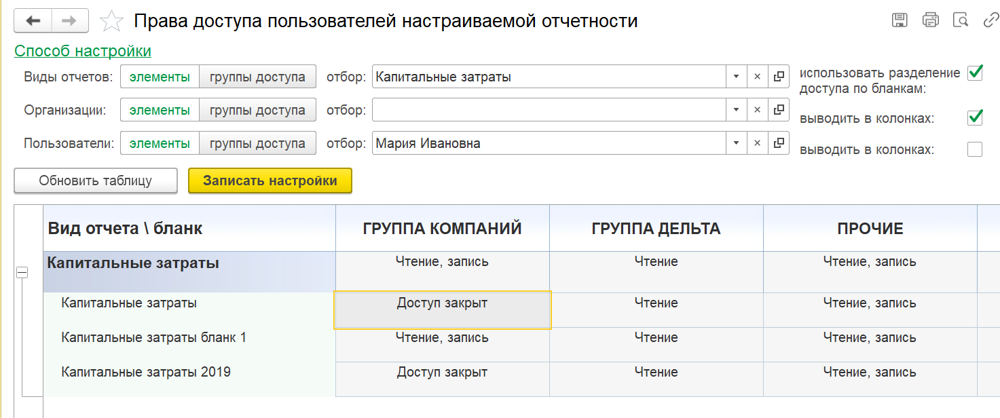 Права доступа пользователей настраиваемой отчетности
Способ настройки
Виды отчетов: элементы группы доступа отбор: Капитальные затраты
использовать разделение
доступа по бланкам:
Организации: элементы группы доступа отбор:
выводить в колонках:
Пользователи: элементы группы доступа отбор: Мария Ивановна
выводить в колонках:
Обновить таблицу Записать настройки
Вид отчета \ бланк ГРУППА КОМПАНИЙ ГРУППА ДЕЛЬТА ПРОЧИЕ
Капитальные затраты Чтение, запись Чтение Чтение, запись
Капитальные затраты Доступ закрыт Чтение Чтение, запись
Капитальные затраты бланк 1 Чтение, запись Чтение Чтение, запись
Капитальные затраты 2019 Доступ закрыт Чтение Чтение, запись